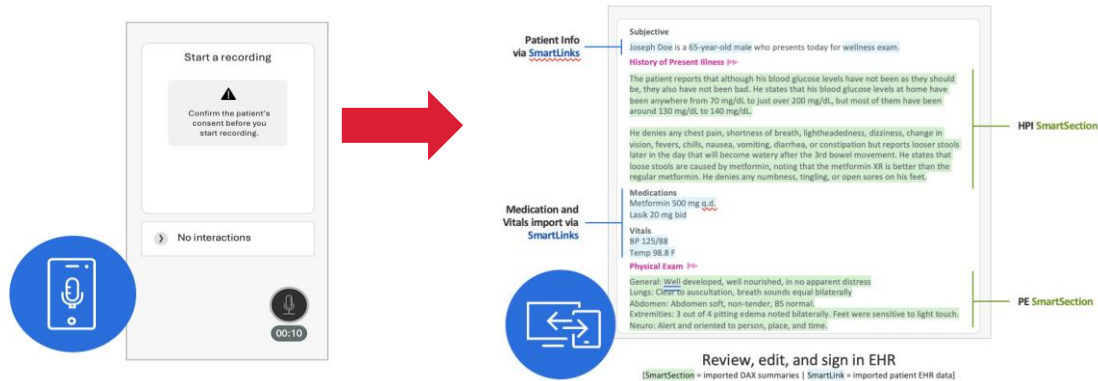 Start a recording
Confirm the patient's
consent before you
start recording.
No interactions
00:10
Patient Info
via SmartLinks
Medication and
Vitals import via
SmartLinks
Subjective
Joseph Doe is a 65-year-old male who presents today for wellness exam.
History of Present Illness
The patient reports that although his blood glucose levels have not been as they should
be, they also have not been bad. He states that his blood glucose levels at home have
been anywhere from 70 mg/dL to just over 200 mg/dL, but most of them have been
around 130 mg/dL to 140 mg/dL.
He denies any chest pain, shortness of breath, lightheadedness, dizziness, change in
vision, fevers, chills, nausea, vomiting, diarrhea, or constipation but reports looser stools
later in the day that will become watery after the 3rd bowel movement. He states that
loose stools are caused by metformin, noting that the metformin XR is better than the
regular metformin. He denies any numbness, tingling, or open sores on his feet.
Medications
Metformin 500 mg q.d.
Lasik 20 mg bid
Vitals
BP 125/88
Temp 98.8 F
Physical Exam
General: Well developed, well nourished, in no apparent distress
Lungs: Clear to auscultation, breath sounds equal bilaterally
Abdomen: Abdomen soft, non-tender, BS normal.
Extremities: 3 out of 4 pitting edema noted bilaterally. Feet were sensitive to light touch.
Neuro: Alert and oriented to person, place, and time.
HPI SmartSection
PE SmartSection
Review, edit, and sign in EHR
[SmartSection = imported DAX summaries | SmartLink = imported patient EHR data]